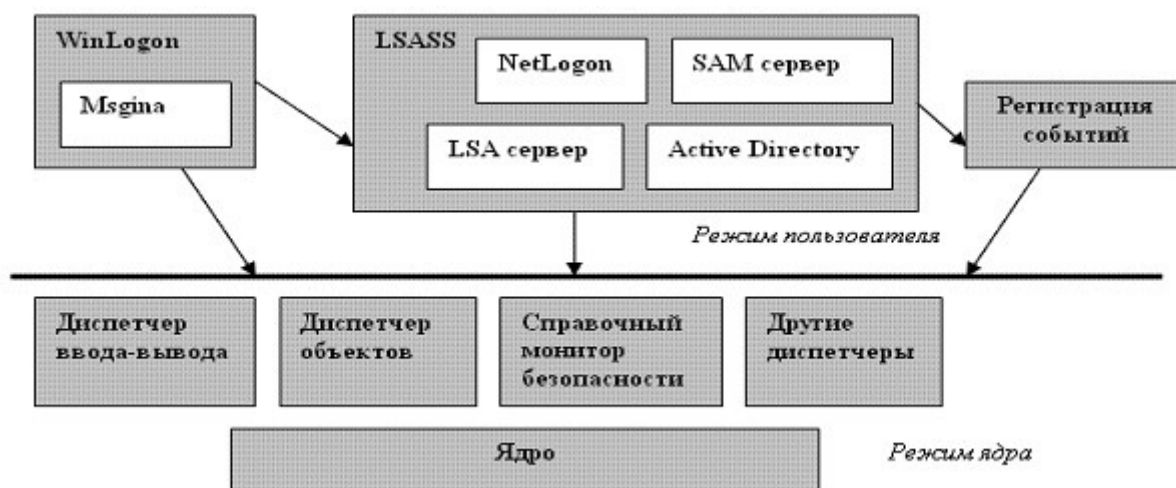 WinLogon
Msgina
LSASS
NetLogon
SAM сервер
LSA сервер
Active Directory
Регистрация
событий
Режим пользователя
Диспетчер
ввода-вывода
Диспетчер
объектов
Справочный
монитор
безопасности
Другие
диспетчеры
Ядро
Режим ядра